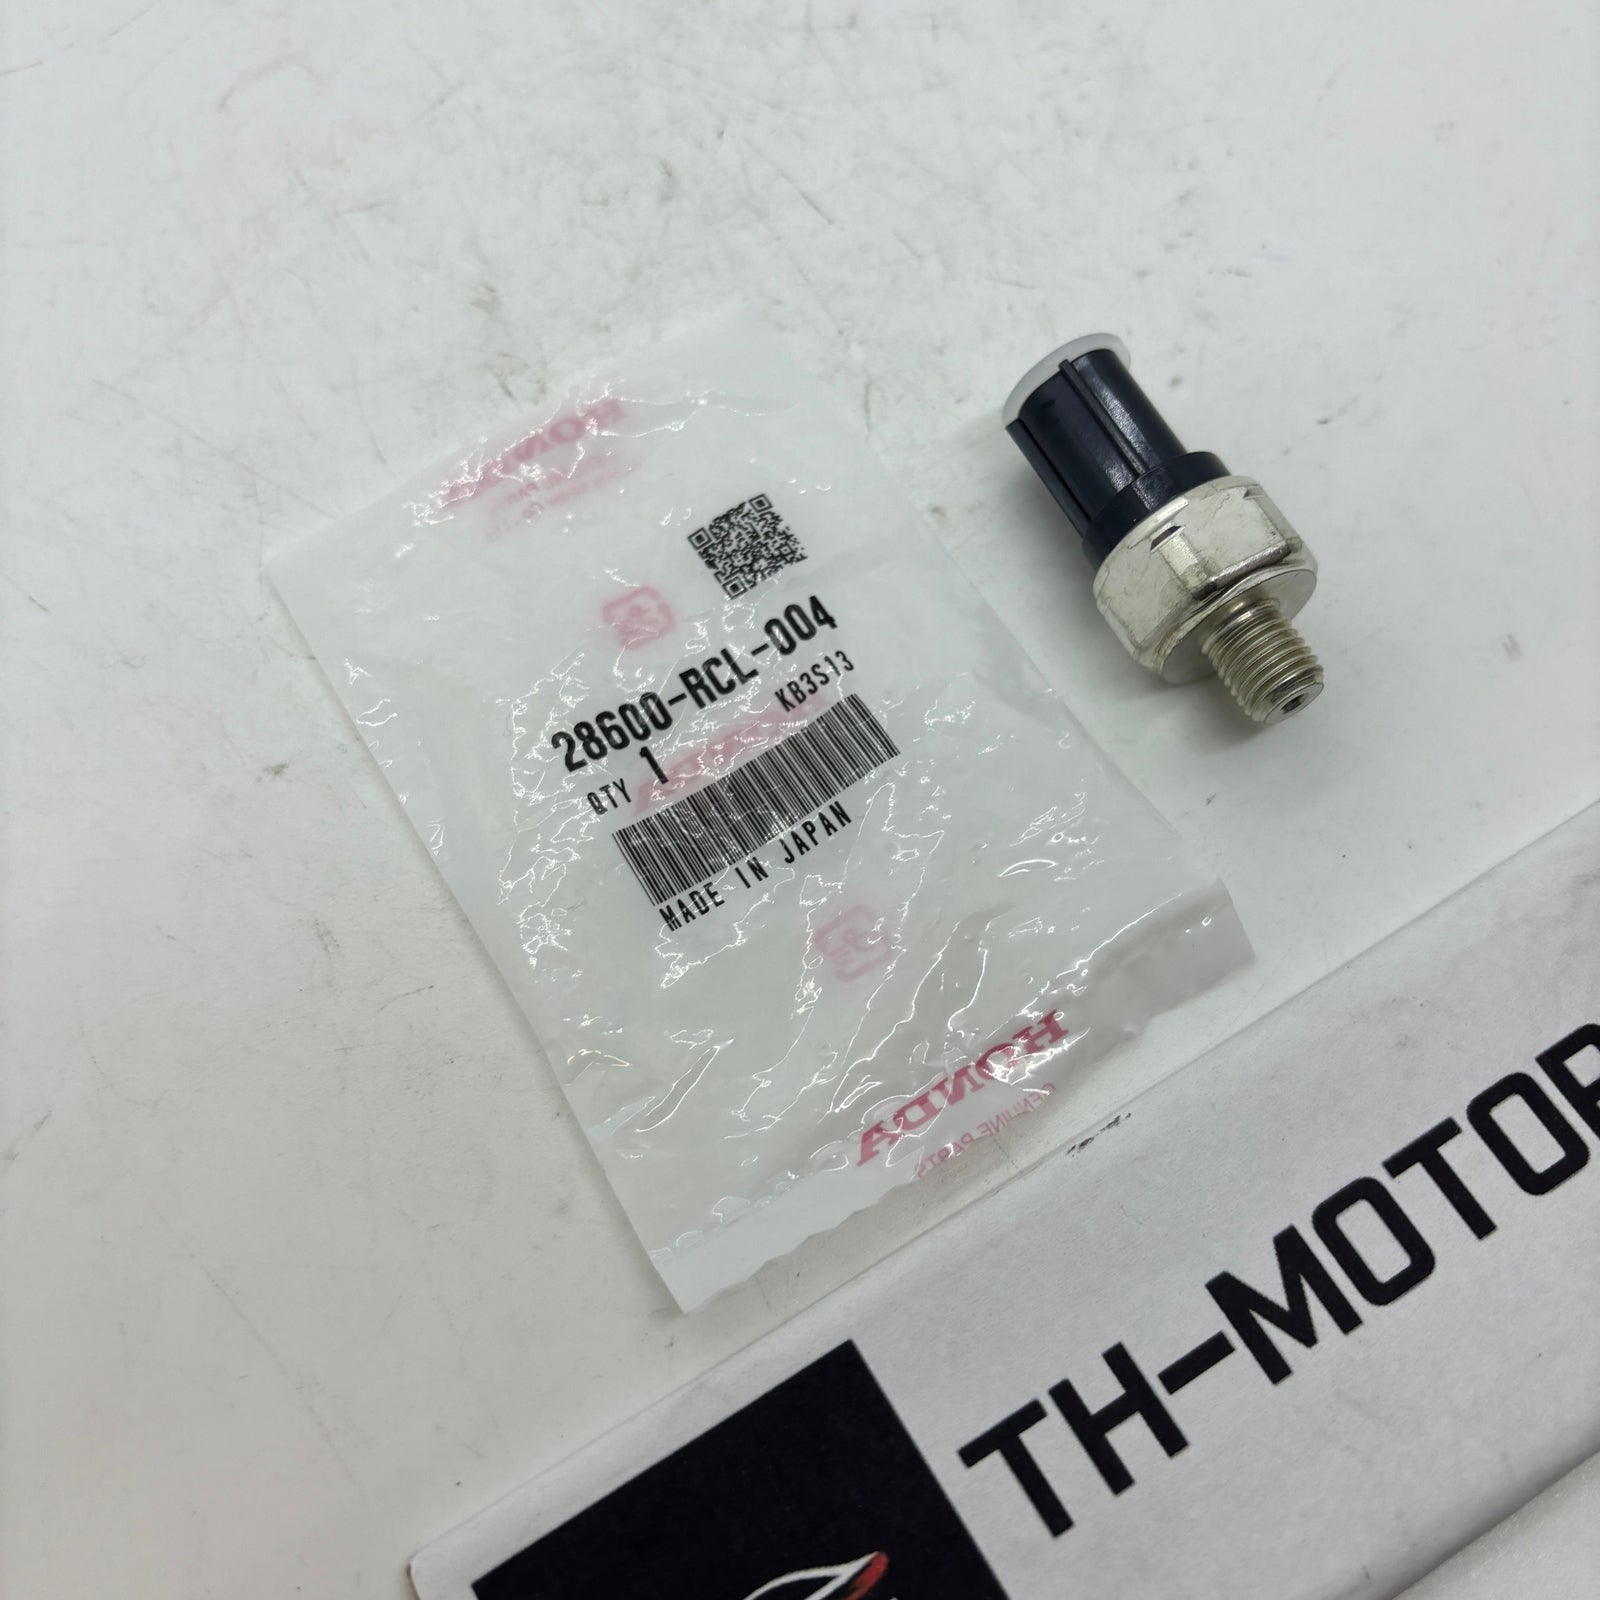 HONDA
28600-RCL-004
KB3S13
QTY 1
MADE IN JAPAN
HONDA
GENUINE PARTS
TH-MOTOR